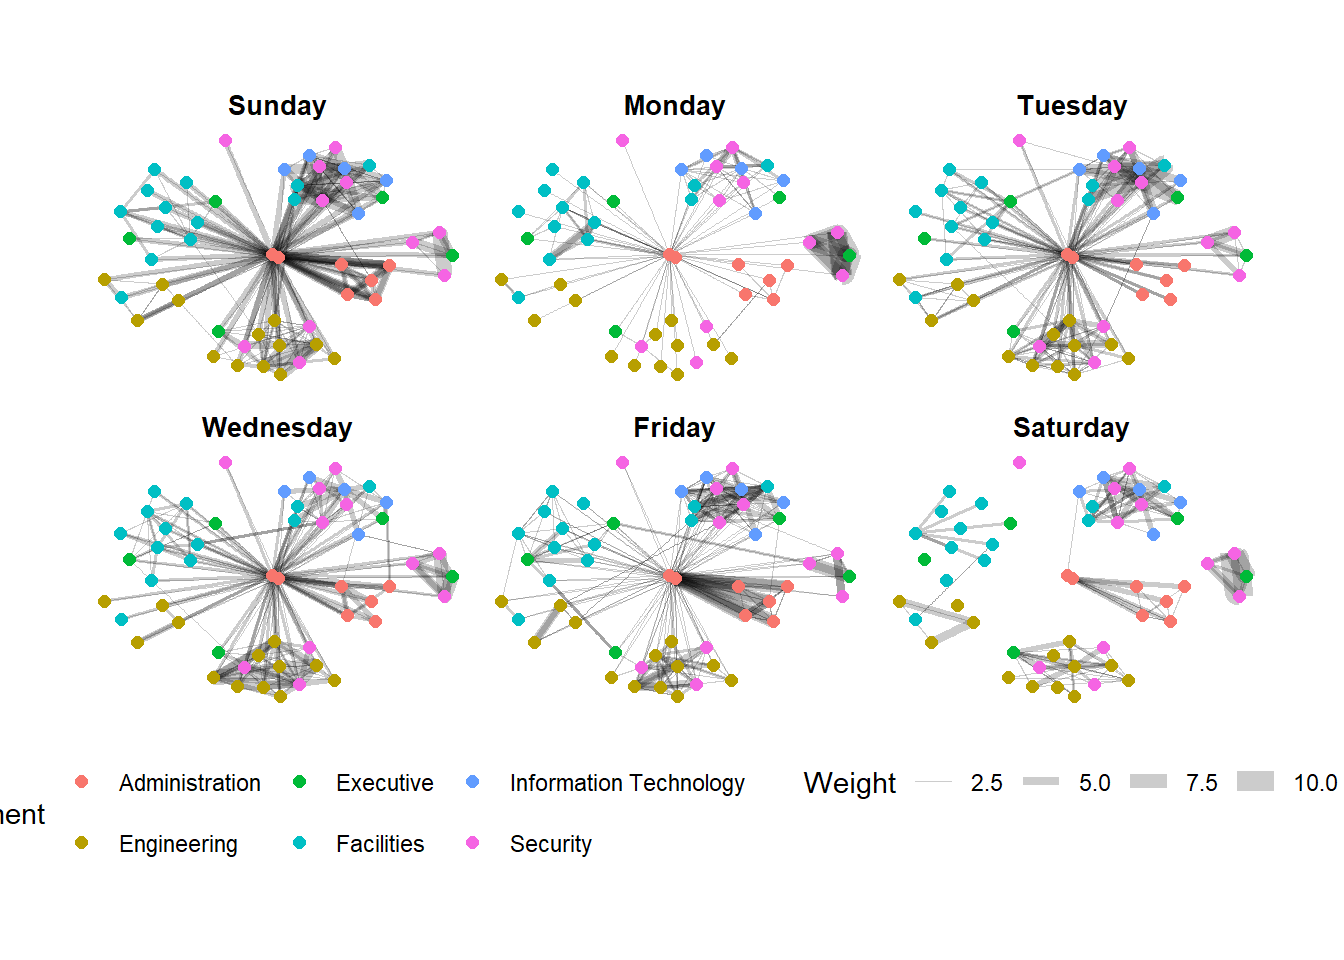 Sunday Monday Tuesday
Wednesday Friday Saturday
Administration Executive Information Technology Weight 2.5 5.0 7.5 10.0
ment
Engineering Facilities Security